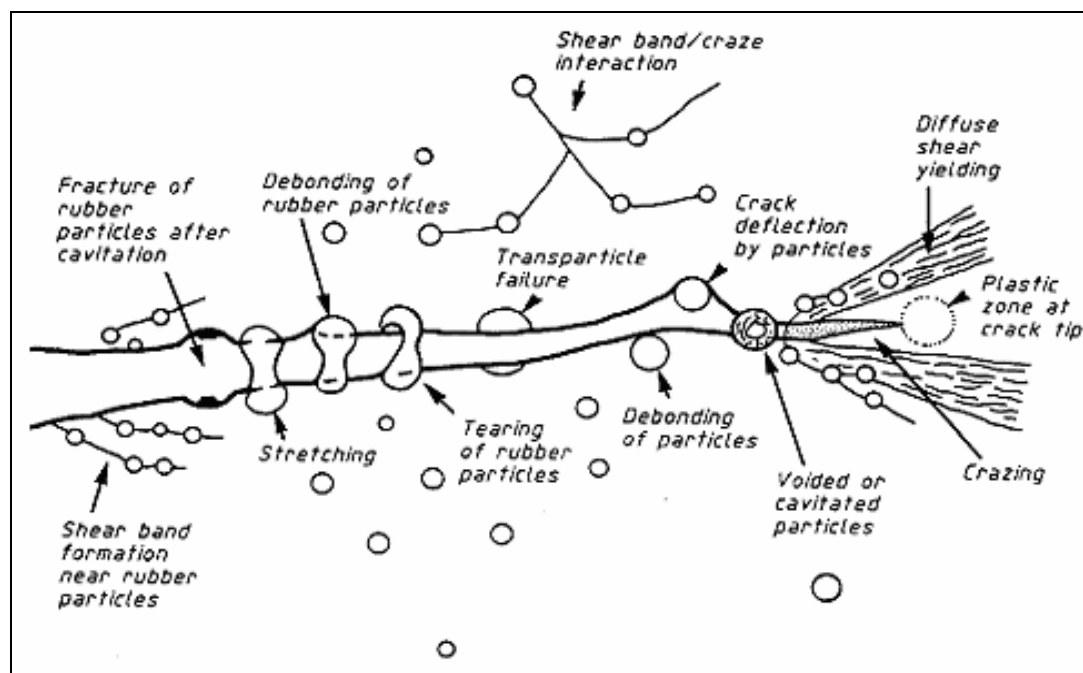 Shear band/craze
interaction
Diffuse
shear
yielding
Fracture of
rubber
particles after
cavitation
Debonding of
rubber particles
Crack
deflection
by particles
Transparticle
failure
Plastic
zone at
crack tip
Stretching
Tearing
of rubber
particles
Debonding
of particles
Voided or
cavitated
particles
Crazing
Shear band
formation
near rubber
particles